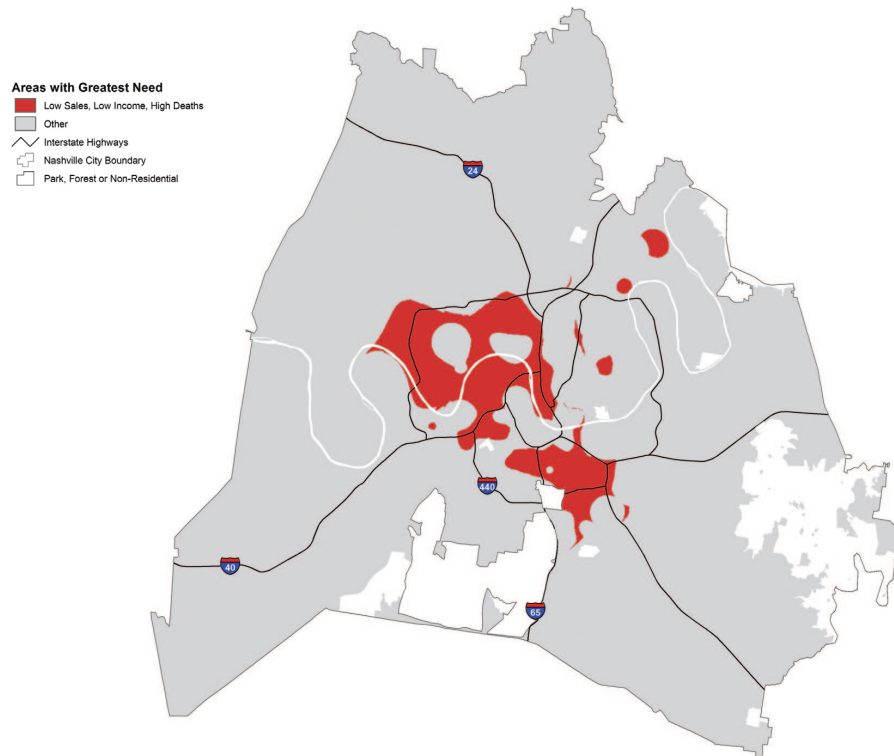 Areas with Greatest Need
Low Sales, Low Income, High Deaths
Other
Interstate Highways
Nashville City Boundary
Park, Forest or Non-Residential
24
440
40
65